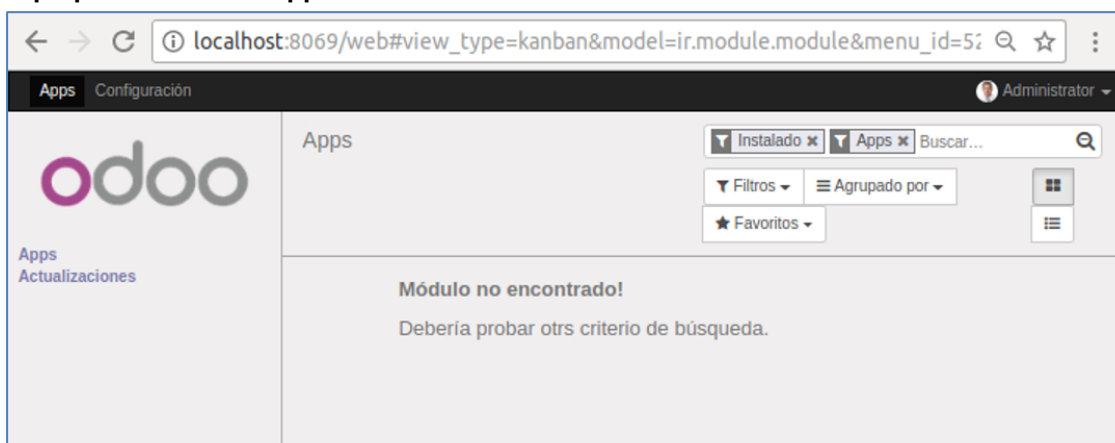 localhost:8069/web#view_type=kanban&model=ir.module.module&menu_id=52
Apps Configuración Administrator
odoo
Apps
Actualizaciones
Apps
Instalado Apps Buscar...
Filtros Agrupado por
Favoritos
Módulo no encontrado!
Debería probar otrs criterio de búsqueda.